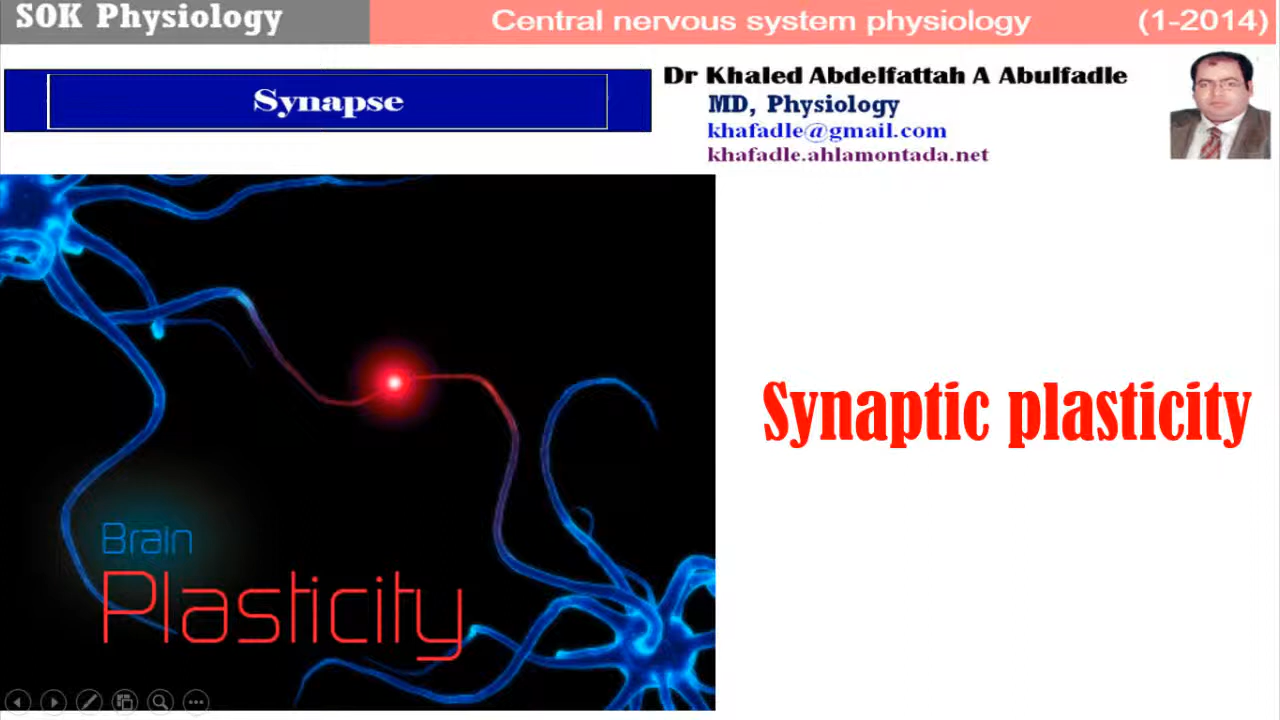 SOK Physiology
Central nervous system physiology
(1-2014)
Synapse
Dr Khaled Abdelfattah A Abulfadle
MD, Physiology
khafadle@gmail.com
khafadle.ahlamontada.net
Synaptic plasticity
Brain
Plasticity